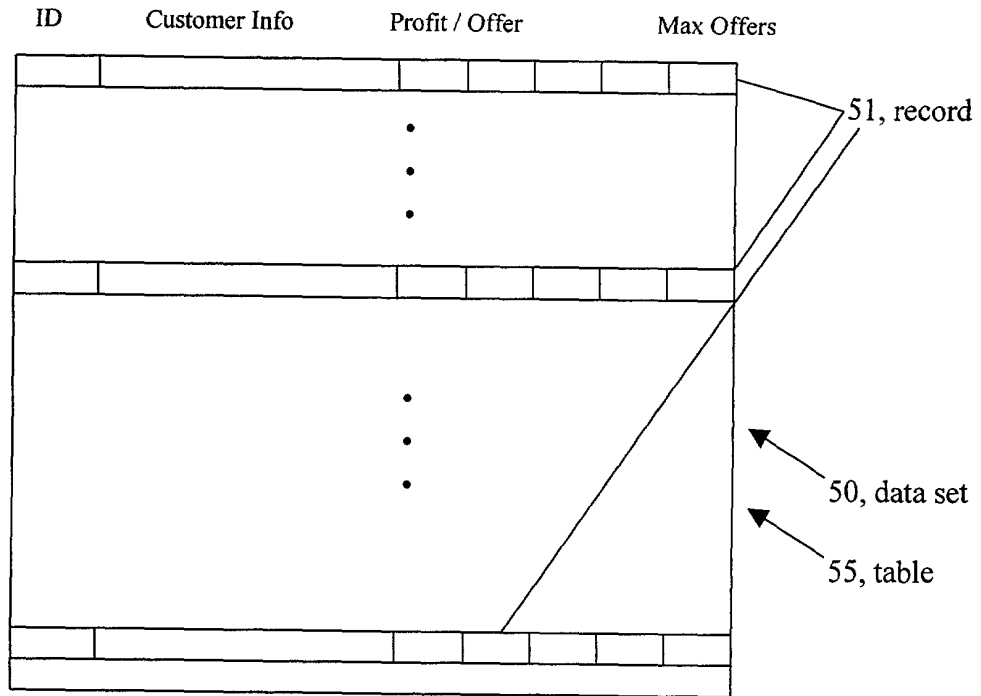 ID Customer Info Profit / Offer Max Offers
51, record
50, data set
55, table